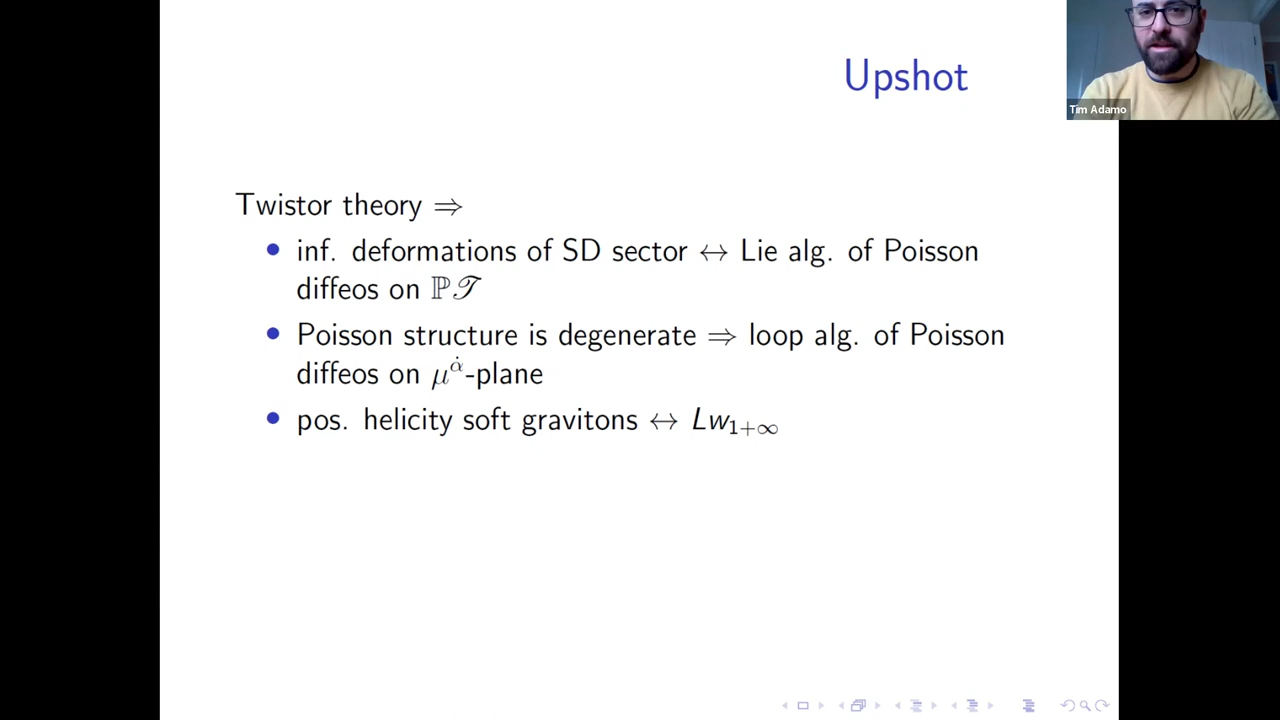 Upshot
Tim Adamo
Twistor theory ⇒
• inf. deformations of SD sector ↔ Lie alg. of Poisson
diffeos on ℙ𝒯
• Poisson structure is degenerate ⇒ loop alg. of Poisson
diffeos on μ^α̇-plane
• pos. helicity soft gravitons ↔ Lw₁₊∞